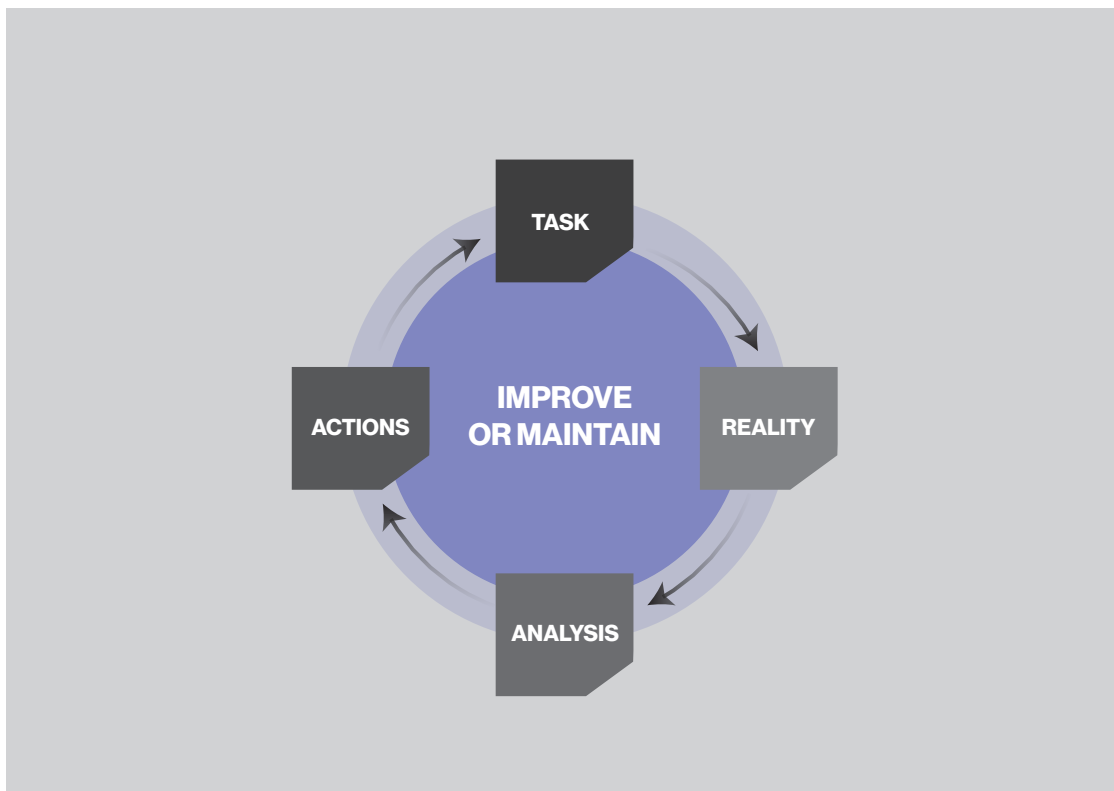 TASK
IMPROVE
OR MAINTAIN
ACTIONS
REALITY
ANALYSIS